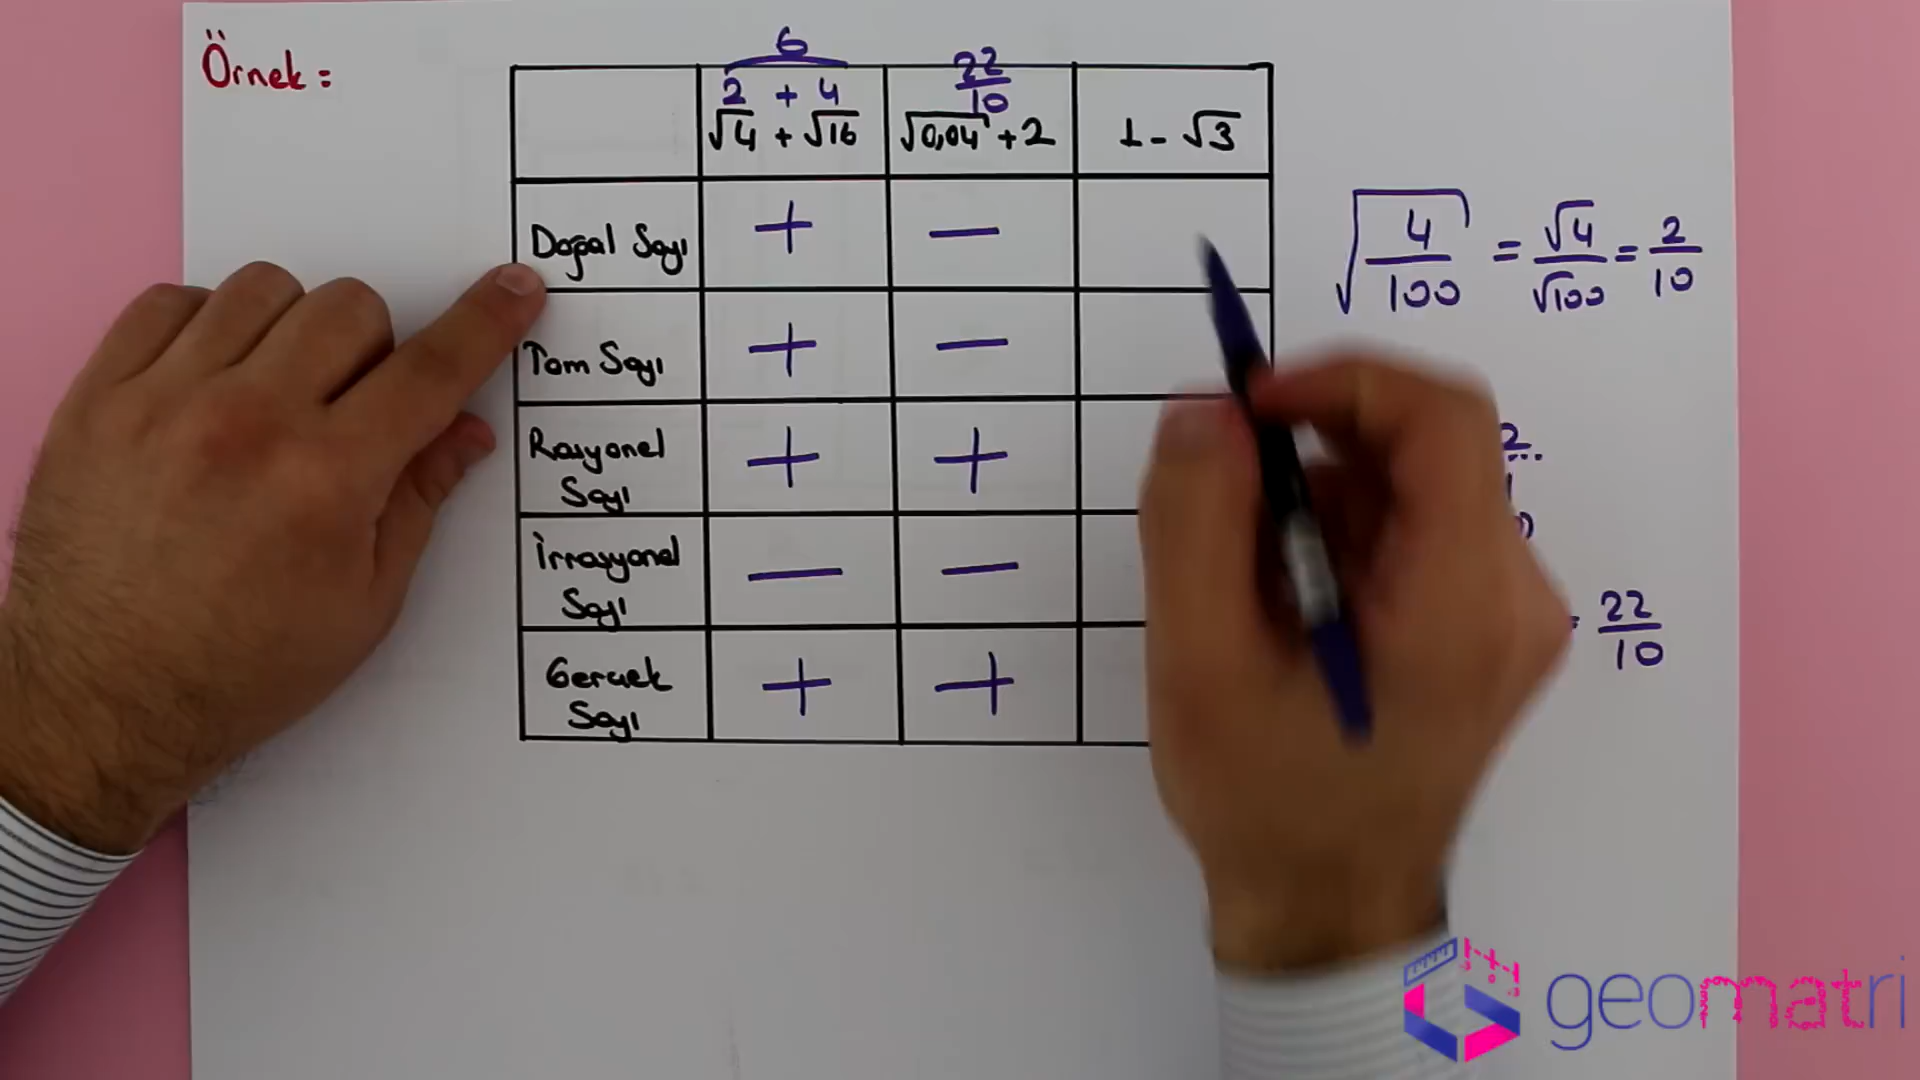 Örnek:
6
22
2 + 4
10
√4 + √16
√0,04 + 2
1 - √3
Doğal Sayı + —
Tam Sayı + —
Rasyonel
Sayı
+ +
İrrasyonel
Sayı
— —
Gerçek
Sayı
+ +
√4/100 = √4/√100 = 2/10
2
= 22/10
geomatri